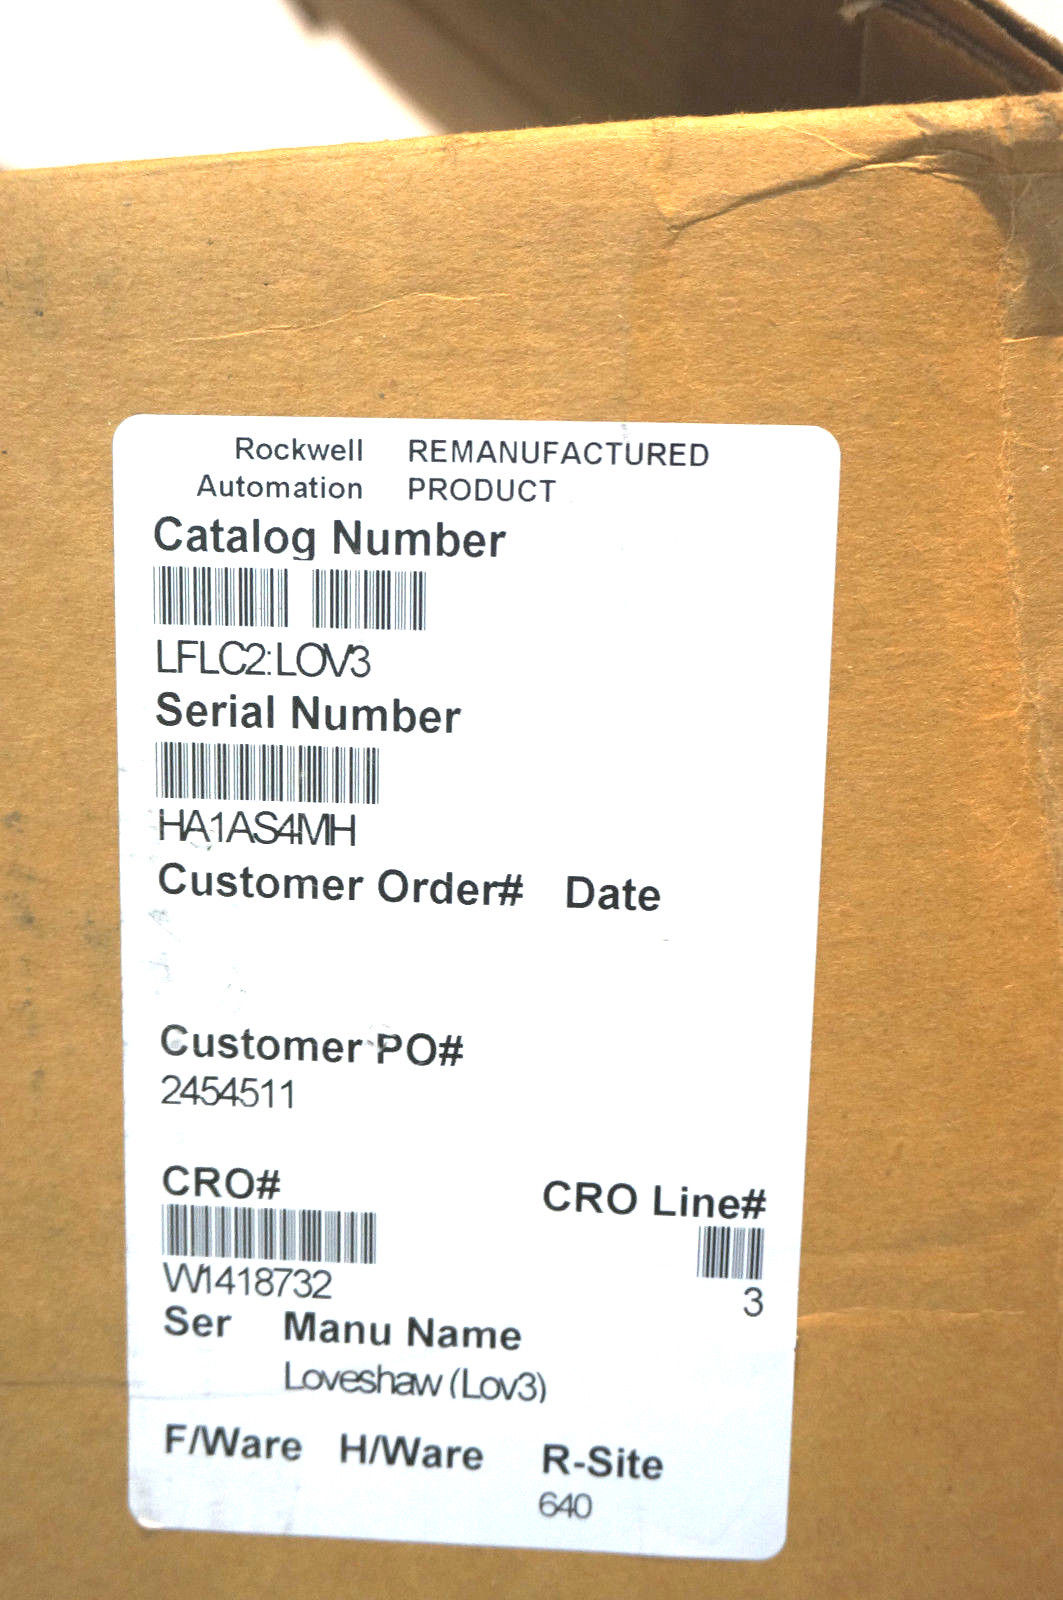 Rockwell REMANUFACTURED
Automation PRODUCT
Catalog Number
LFLC2:LOV3
Serial Number
HA1AS4MH
Customer Order# Date
Customer PO#
2454511
CRO# CRO Line#
W1418732 3
Ser Manu Name
Loveshaw (Lov3)
F/Ware H/Ware R-Site
640